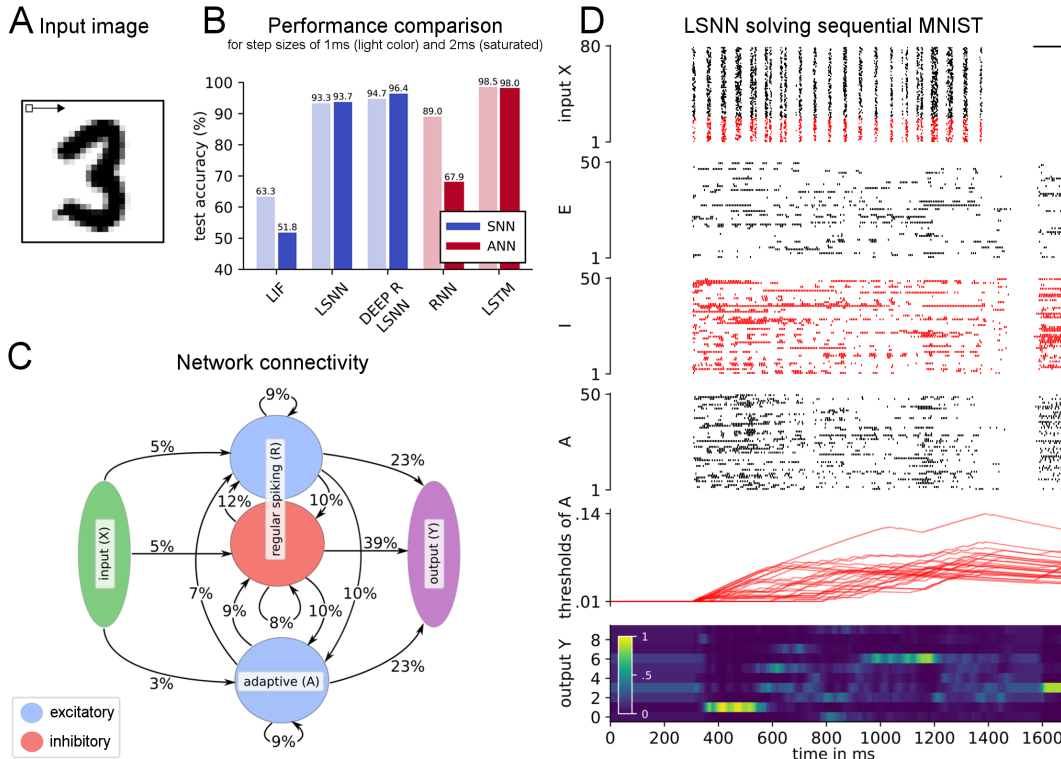 A Input image
B Performance comparison
for step sizes of 1ms (light color) and 2ms (saturated)
test accuracy (%)
100
90
80
70
60
50
40
63.3
51.8
93.3
93.7
94.7
96.4
89.0
67.9
98.5
98.0
SNN
ANN
LIF
LSNN
DEEP R
LSNN
RNN
LSTM
C Network connectivity
9%
5%
23%
12%
10%
regular spiking (R)
input (X)
5%
39%
output (Y)
7%
9%
8%
10%
10%
3%
23%
adaptive (A)
9%
excitatory
inhibitory
D LSNN solving sequential MNIST
80
input X
1
50
E
1
50
I
1
50
A
1
.14
thresholds of A
.01
output Y
8
6
4
2
0
1
.5
0
0 200 400 600 800 1000 1200 1400 1600
time in ms